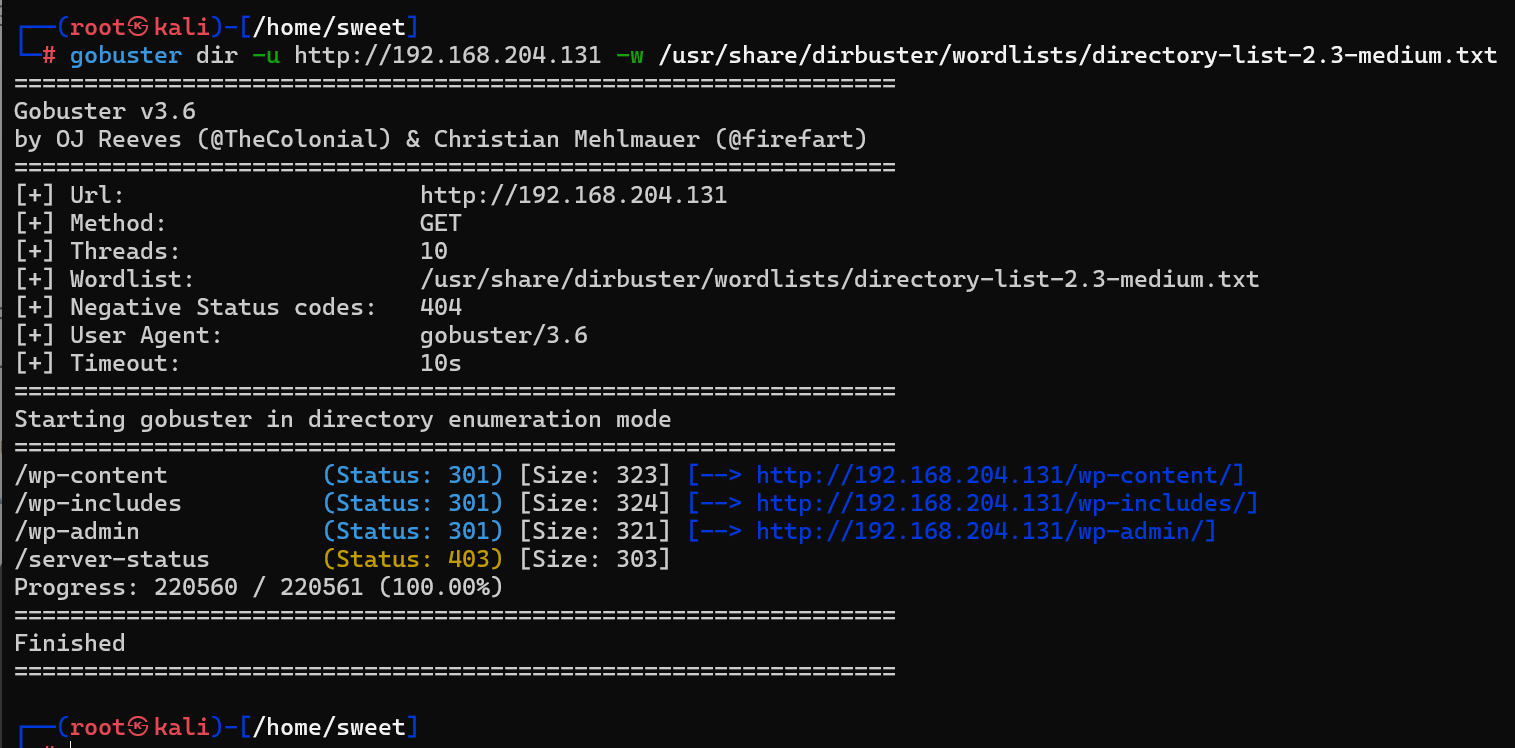 ┌──(root㉿kali)-[/home/sweet]
└─# gobuster dir -u http://192.168.204.131 -w /usr/share/dirbuster/wordlists/directory-list-2.3-medium.txt
===============================================================
Gobuster v3.6
by OJ Reeves (@TheColonial) & Christian Mehlmauer (@firefart)
===============================================================
[+] Url:                     http://192.168.204.131
[+] Method:                  GET
[+] Threads:                 10
[+] Wordlist:                /usr/share/dirbuster/wordlists/directory-list-2.3-medium.txt
[+] Negative Status codes:   404
[+] User Agent:              gobuster/3.6
[+] Timeout:                 10s
===============================================================
Starting gobuster in directory enumeration mode
===============================================================
/wp-content           (Status: 301) [Size: 323] [--> http://192.168.204.131/wp-content/]
/wp-includes          (Status: 301) [Size: 324] [--> http://192.168.204.131/wp-includes/]
/wp-admin             (Status: 301) [Size: 321] [--> http://192.168.204.131/wp-admin/]
/server-status        (Status: 403) [Size: 303]
Progress: 220560 / 220561 (100.00%)
===============================================================
Finished
===============================================================
┌──(root㉿kali)-[/home/sweet]
└─#